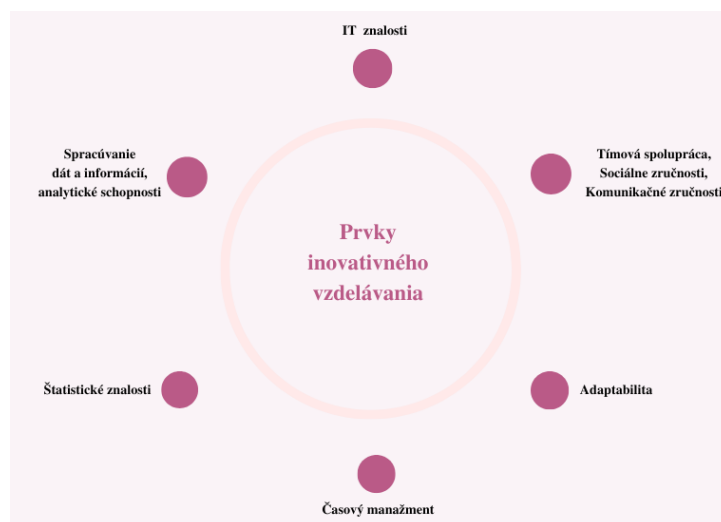 IT znalosti
Spracúvanie
dát a informácií,
analytické schopnosti
Tímová spolupráca,
Sociálne zručnosti,
Komunikačné zručnosti
Prvky
inovativného
vzdelávania
Štatistické znalosti
Adaptabilita
Časový manažment